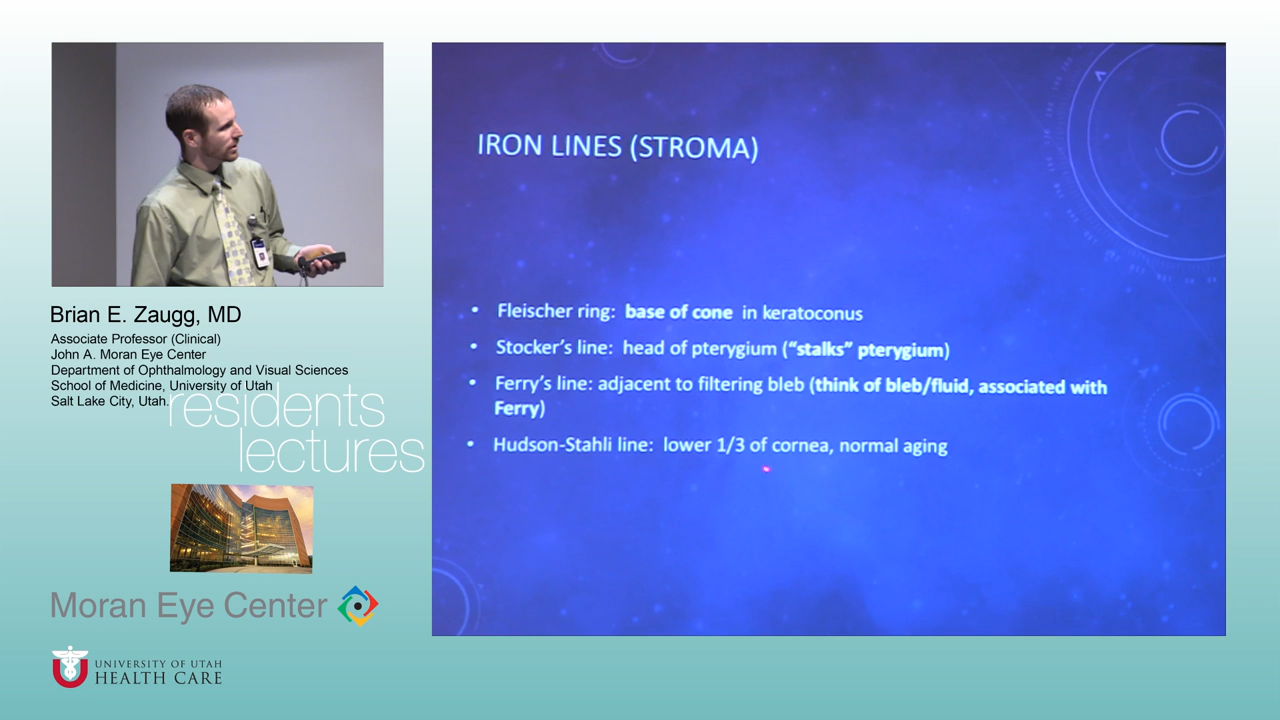 IRON LINES (STROMA)
• Fleischer ring: base of cone in keratoconus
• Stocker's line: head of pterygium ("stalks" pterygium)
• Ferry's line: adjacent to filtering bleb (think of bleb/fluid, associated with
Ferry)
• Hudson-Stahli line: lower 1/3 of cornea, normal aging
Brian E. Zaugg, MD
Associate Professor (Clinical)
John A. Moran Eye Center
Department of Ophthalmology and Visual Sciences
School of Medicine, University of Utah
Salt Lake City, Utah.
residents
lectures
Moran Eye Center
UNIVERSITY OF UTAH
HEALTH CARE